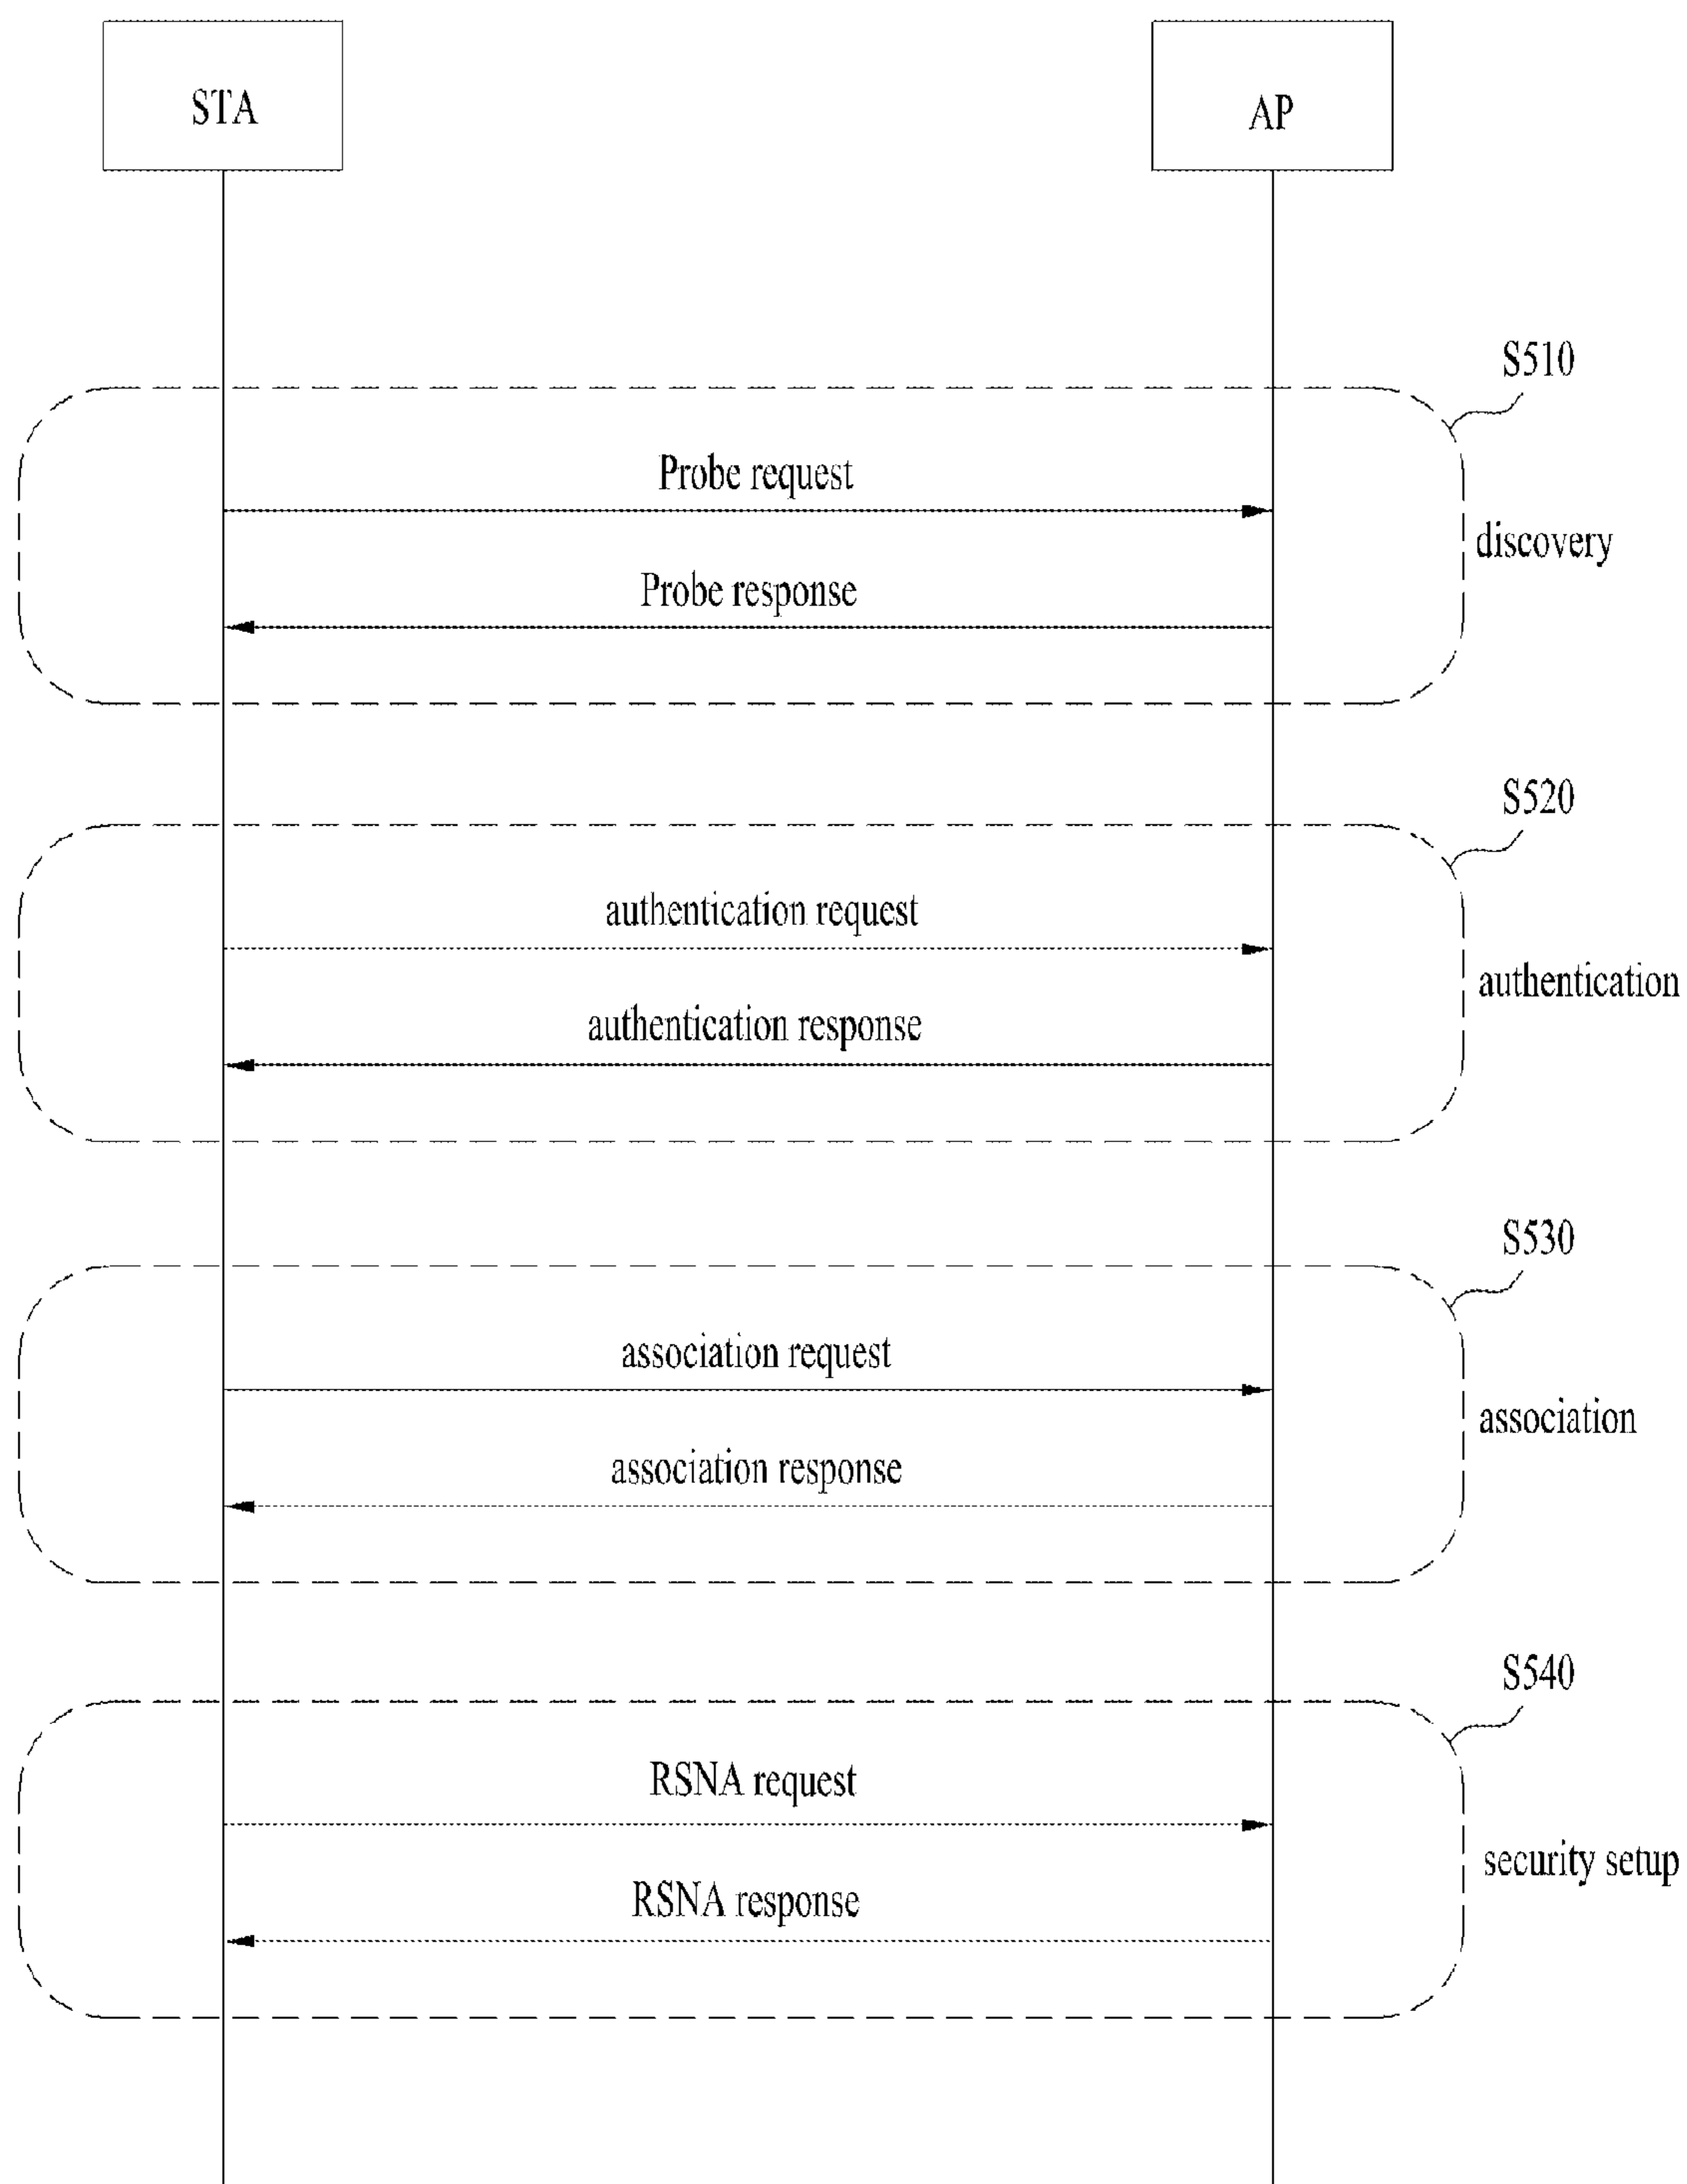 STA
AP
S510
Probe request
discovery
Probe response
S520
authentication request
authentication
authentication response
S530
association request
association
association response
S540
RSNA request
security setup
RSNA response